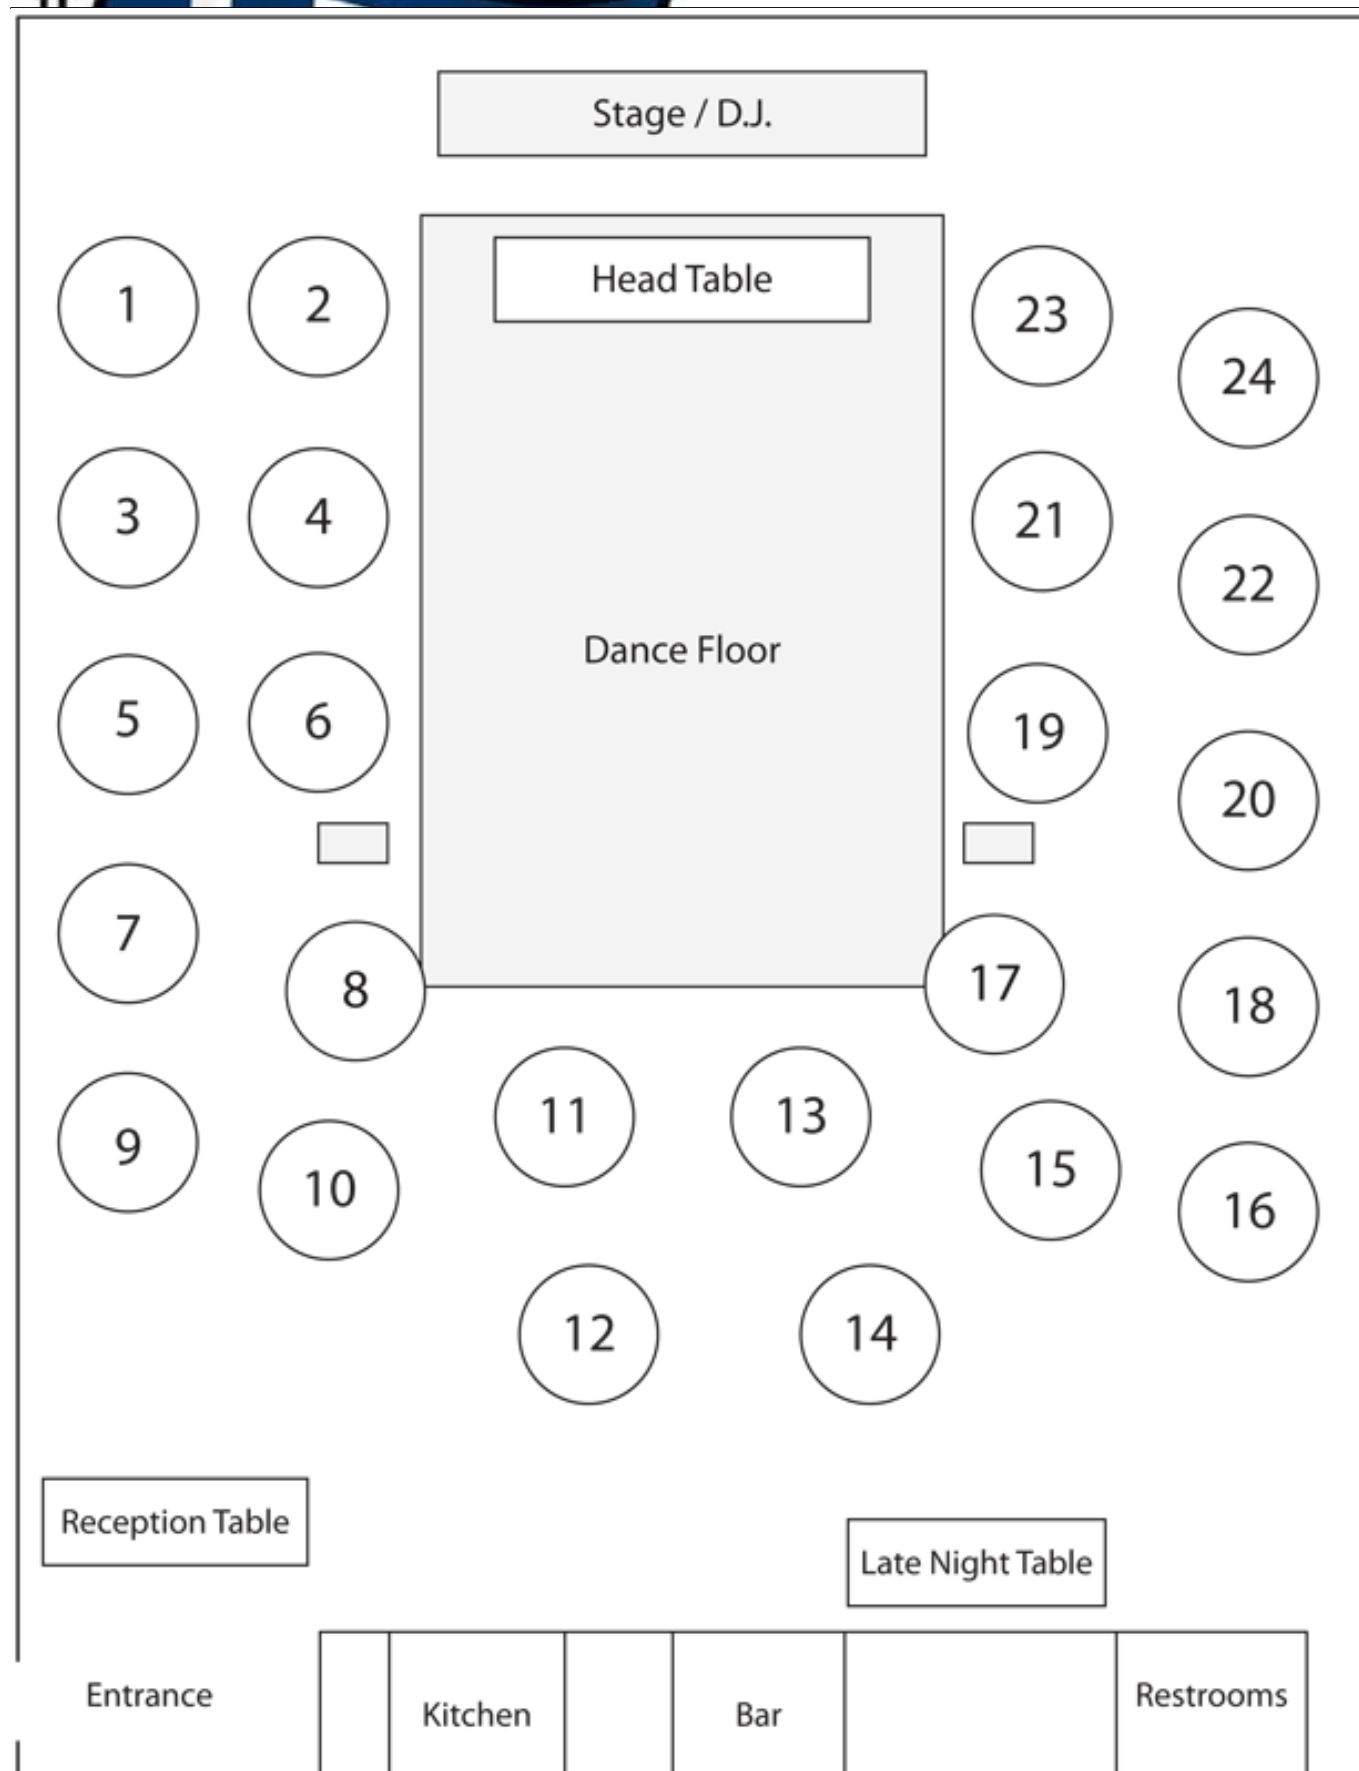 Stage / D.J.
Head Table
1
2
23
24
3
4
21
22
Dance Floor
5
6
19
20
7
8
17
18
9
10
11
13
15
16
12
14
Reception Table
Late Night Table
Entrance
Kitchen
Bar
Restrooms